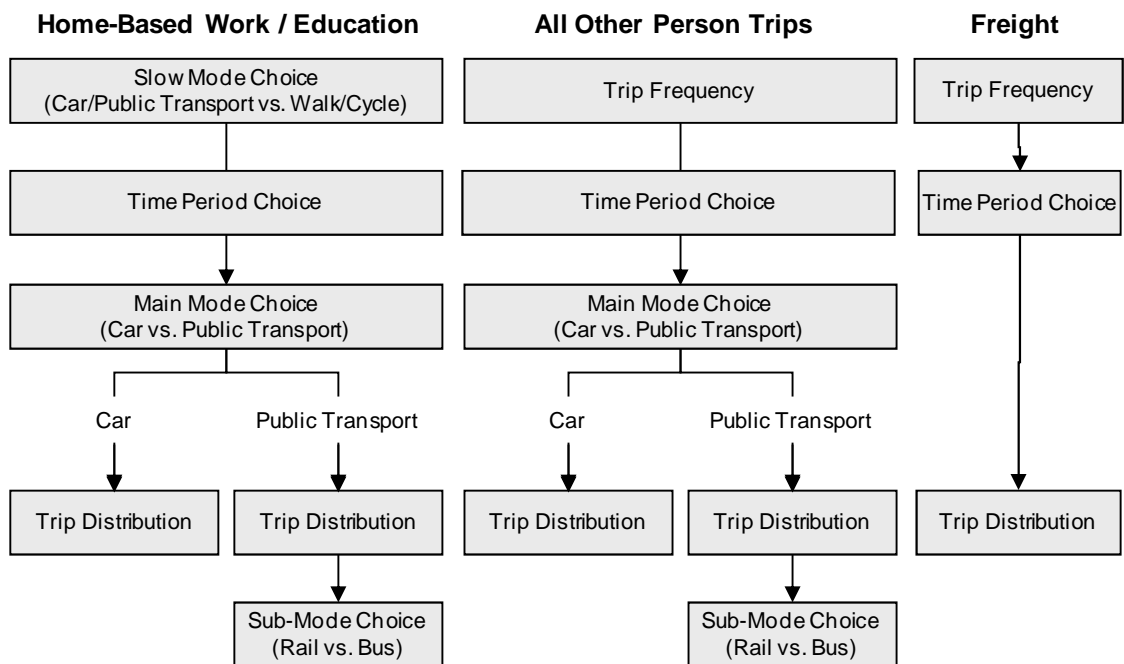 Home-Based Work / Education
All Other Person Trips
Freight
Slow Mode Choice
(Car/Public Transport vs. Walk/Cycle)
Trip Frequency
Trip Frequency
Time Period Choice
Time Period Choice
Time Period Choice
Main Mode Choice
(Car vs. Public Transport)
Main Mode Choice
(Car vs. Public Transport)
Car
Public Transport
Car
Public Transport
Trip Distribution
Trip Distribution
Trip Distribution
Trip Distribution
Trip Distribution
Sub-Mode Choice
(Rail vs. Bus)
Sub-Mode Choice
(Rail vs. Bus)